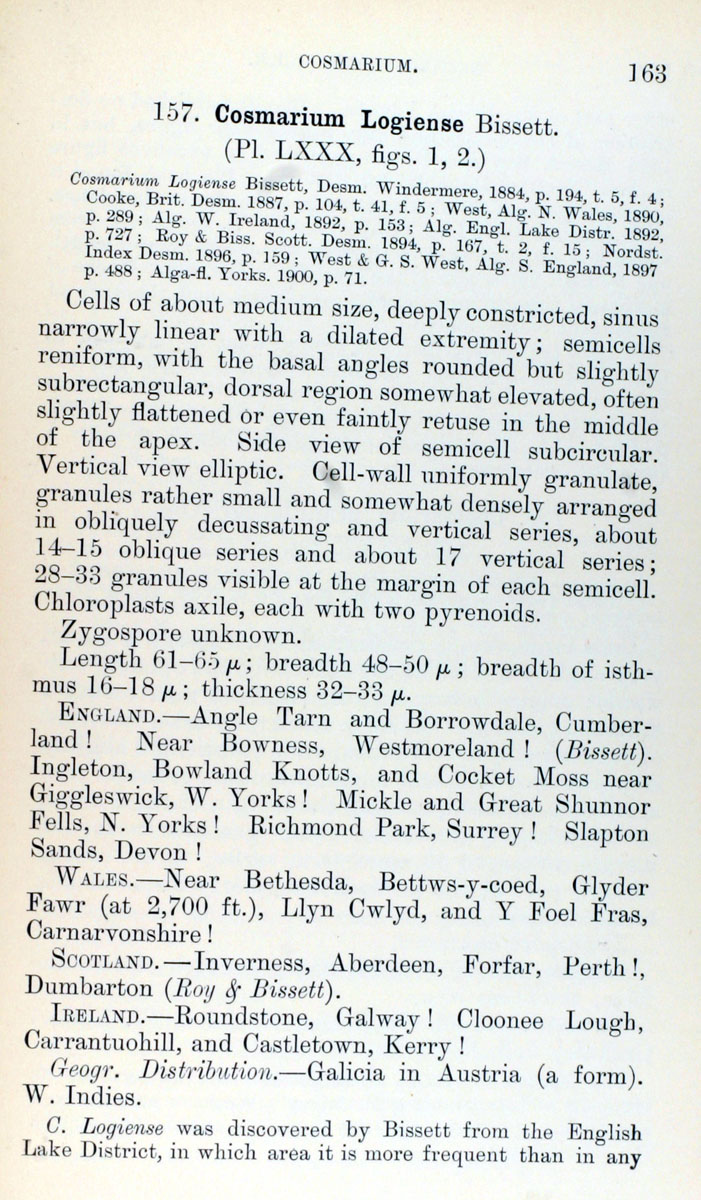 COSMARIUM.
163
157. Cosmarium Logiense Bissett.
(Pl. LXXX, figs. 1, 2.)
Cosmarium Logiense Bissett, Desm. Windermere, 1884, p. 194, t. 5, f. 4;
Cooke, Brit. Desm. 1887, p. 104, t. 41, f. 5; West, Alg. N. Wales, 1890,
p. 289; Alg. W. Ireland, 1892, p. 153; Alg. Engl. Lake Distr. 1892,
p. 727; Roy & Biss. Scott. Desm. 1894, p. 167, t. 2, f. 15; Nordst.
Index Desm. 1896, p. 159; West & G. S. West, Alg. S. England, 1897
p. 488; Alga-fl. Yorks. 1900, p. 71.
Cells of about medium size, deeply constricted, sinus
narrowly linear with a dilated extremity; semicells
reniform, with the basal angles rounded but slightly
subrectangular, dorsal region somewhat elevated, often
slightly flattened or even faintly retuse in the middle
of the apex. Side view of semicell subcircular.
Vertical view elliptic. Cell-wall uniformly granulate,
granules rather small and somewhat densely arranged
in obliquely decussating and vertical series, about
14–15 oblique series and about 17 vertical series;
28–33 granules visible at the margin of each semicell.
Chloroplasts axile, each with two pyrenoids.
Zygospore unknown.
Length 61–65 μ; breadth 48–50 μ; breadth of isth-
mus 16–18 μ; thickness 32–33 μ.
ENGLAND.—Angle Tarn and Borrowdale, Cumber-
land! Near Bowness, Westmoreland! (Bissett).
Ingleton, Bowland Knotts, and Cocket Moss near
Giggleswick, W. Yorks! Mickle and Great Shunnor
Fells, N. Yorks! Richmond Park, Surrey! Slapton
Sands, Devon!
WALES.—Near Bethesda, Bettws-y-coed, Glyder
Fawr (at 2,700 ft.), Llyn Cwlyd, and Y Foel Fras,
Carnarvonshire!
SCOTLAND.—Inverness, Aberdeen, Forfar, Perth!,
Dumbarton (Roy & Bissett).
IRELAND.—Roundstone, Galway! Cloonee Lough,
Carrantuohill, and Castletown, Kerry!
Geogr. Distribution.—Galicia in Austria (a form).
W. Indies.
C. Logiense was discovered by Bissett from the English
Lake District, in which area it is more frequent than in any